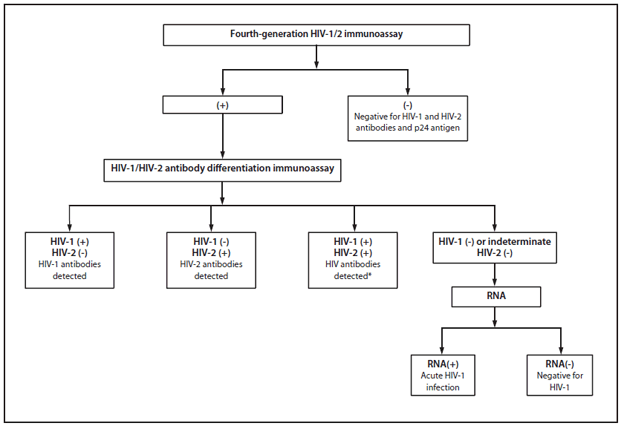 Fourth-generation HIV-1/2 immunoassay
(+)
(-)
Negative for HIV-1 and HIV-2
antibodies and p24 antigen
HIV-1/HIV-2 antibody differentiation immunoassay
HIV-1 (+)
HIV-2 (-)
HIV-1 antibodies
detected
HIV-1 (-)
HIV-2 (+)
HIV-2 antibodies
detected
HIV-1 (+)
HIV-2 (+)
HIV antibodies
detected*
HIV-1 (-) or indeterminate
HIV-2 (-)
RNA
RNA(+)
Acute HIV-1
infection
RNA(-)
Negative for
HIV-1